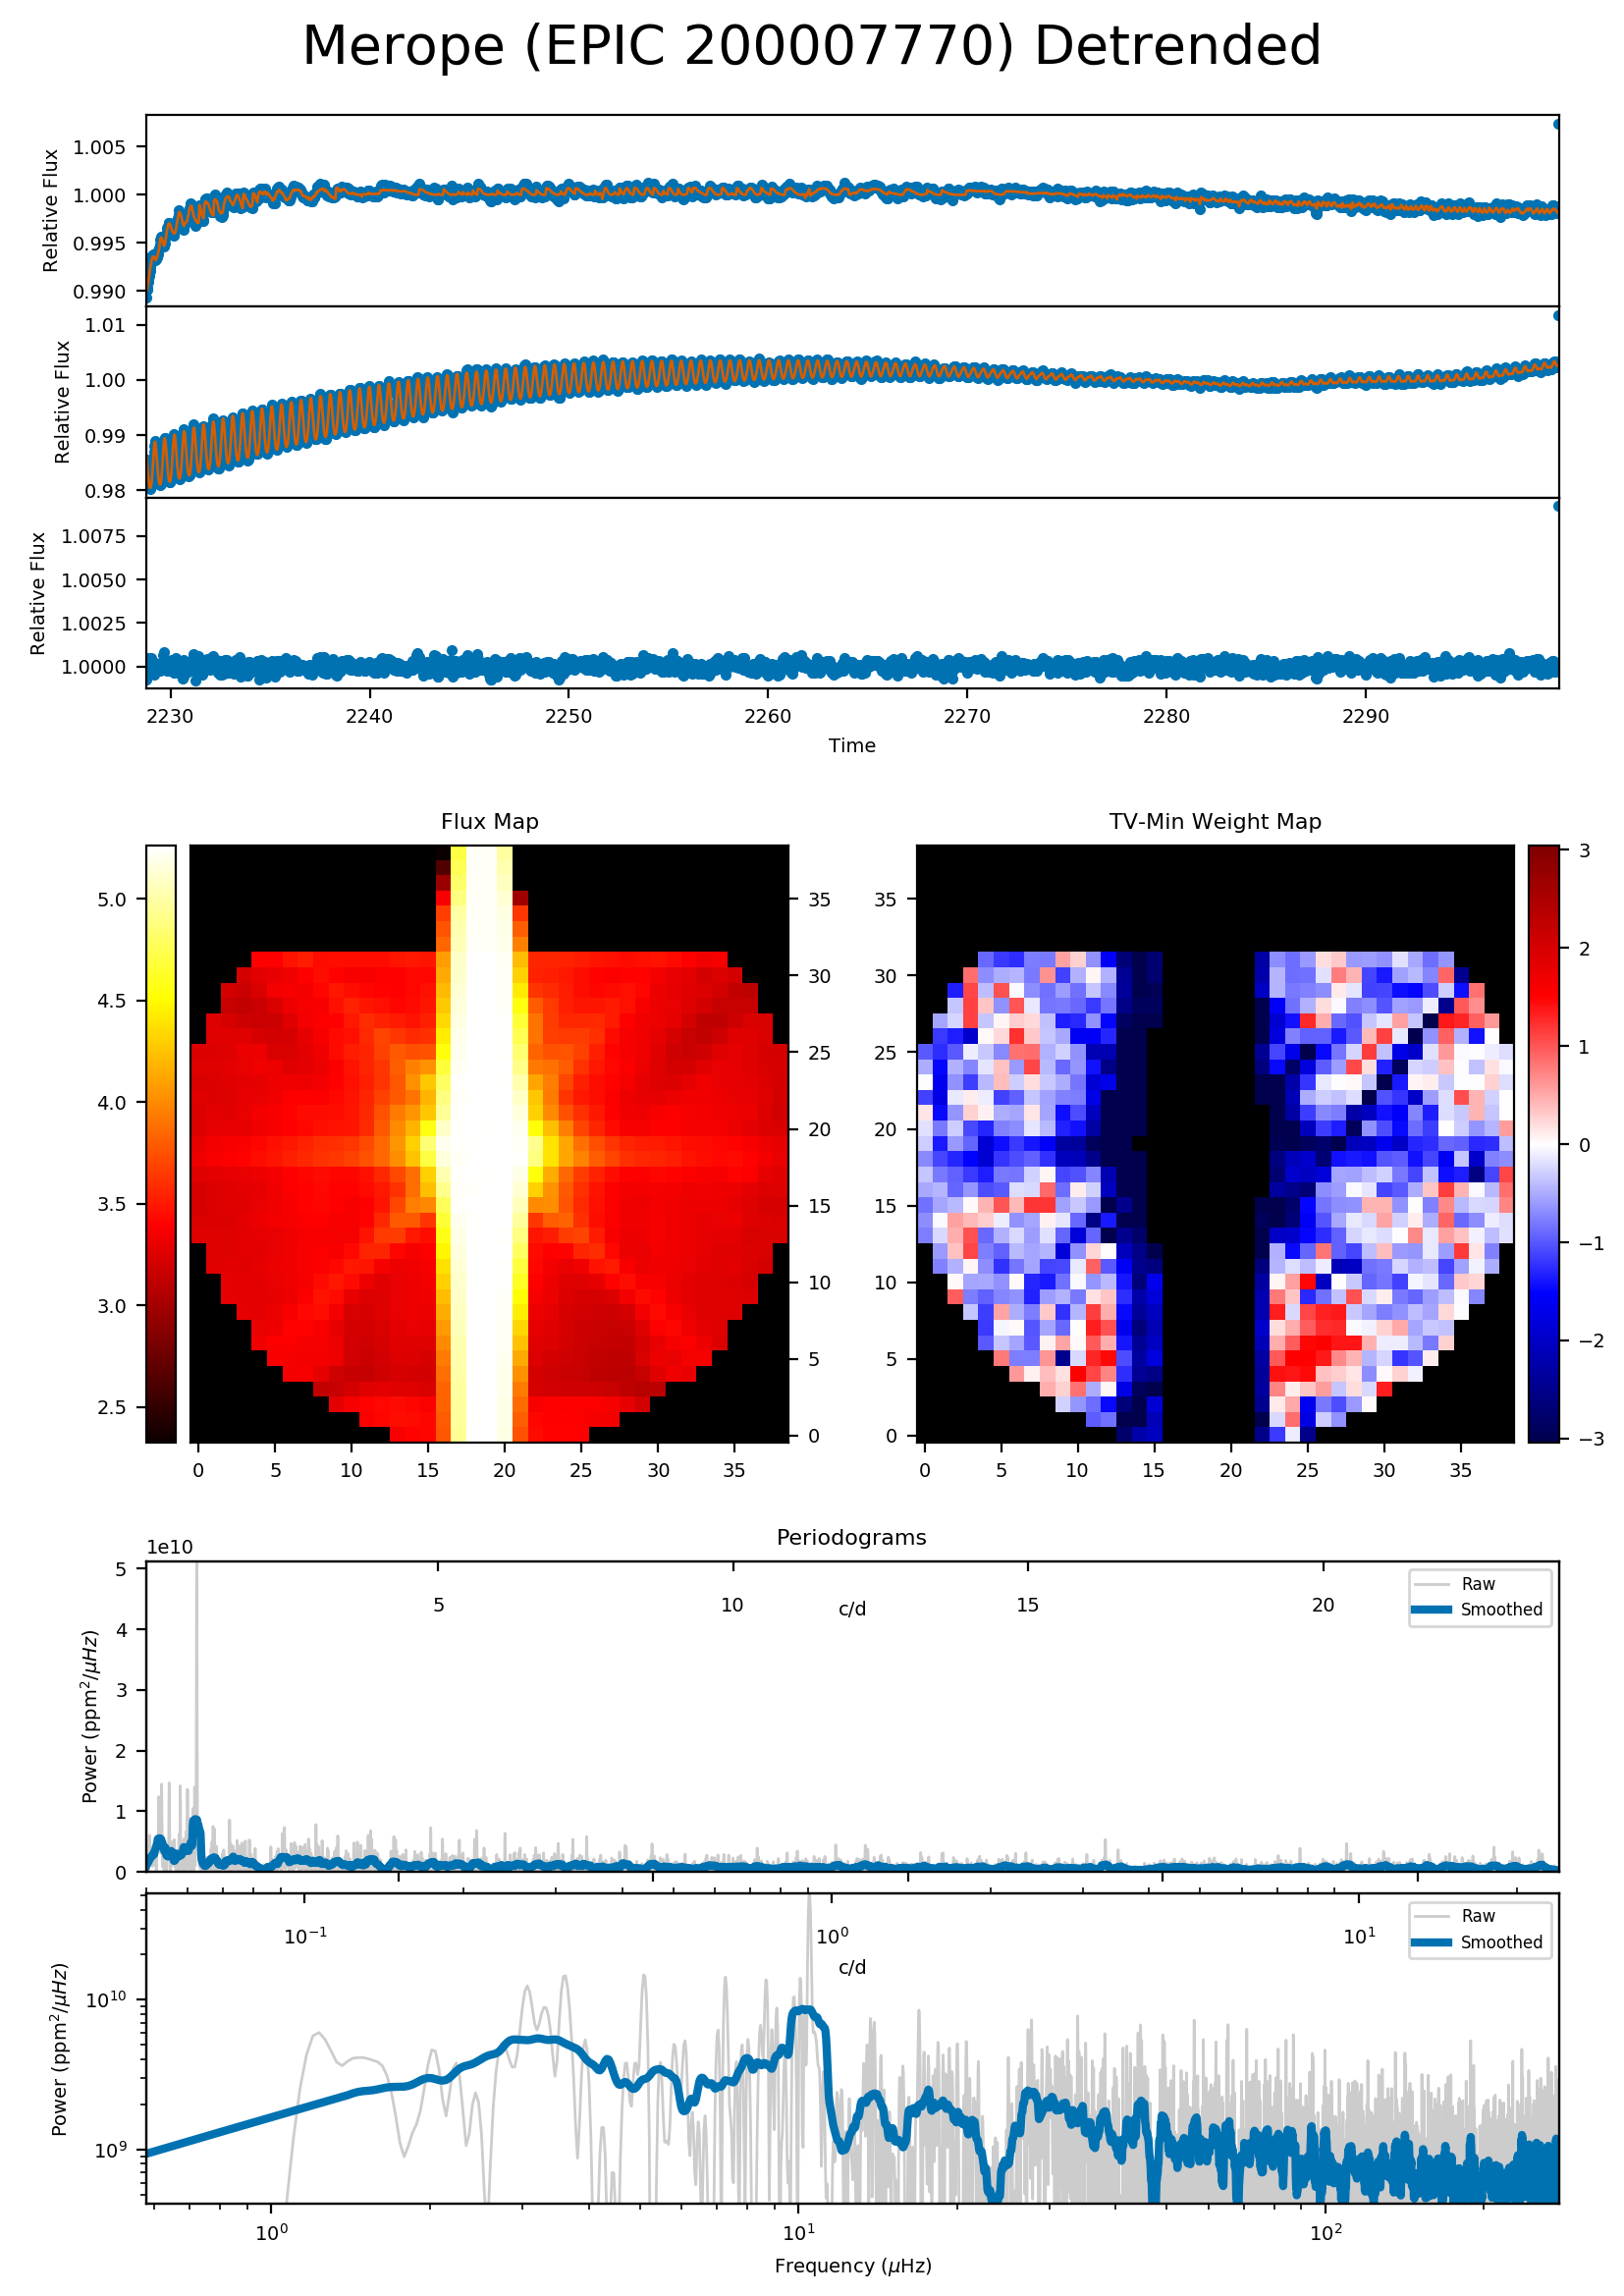 Merope (EPIC 200007770) Detrended
1.005
1.000
0.995
0.990
Relative Flux
1.01
1.00
0.99
0.98
Relative Flux
1.0075
1.0050
1.0025
1.0000
Relative Flux
2230 2240 2250 2260 2270 2280 2290
Time
Flux Map
5.0
4.5
4.0
3.5
3.0
2.5
35
30
25
20
15
10
5
0
0 5 10 15 20 25 30 35
TV-Min Weight Map
35
30
25
20
15
10
5
0
0 5 10 15 20 25 30 35
3
2
1
0
−1
−2
−3
Periodograms
1e10
5
4
3
2
1
0
Power (ppm²/μHz)
5 10 15 20
c/d
Raw
Smoothed
10¹⁰
10⁹
Power (ppm²/μHz)
10⁻¹ 10⁰ 10¹
c/d
Raw
Smoothed
10⁰ 10¹ 10²
Frequency (μHz)